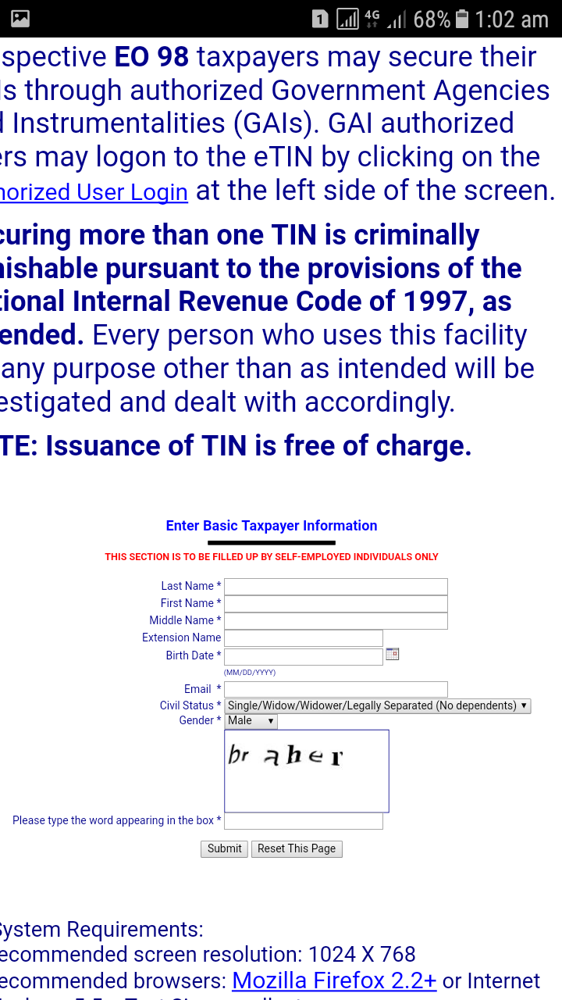 1 4G 68% 1:02 am
spective EO 98 taxpayers may secure their
s through authorized Government Agencies
Instrumentalities (GAIs). GAI authorized
ers may logon to the eTIN by clicking on the
horized User Login at the left side of the screen.
curing more than one TIN is criminally
nishable pursuant to the provisions of the
tional Internal Revenue Code of 1997, as
ended. Every person who uses this facility
any purpose other than as intended will be
estigated and dealt with accordingly.
TE: Issuance of TIN is free of charge.
Enter Basic Taxpayer Information
THIS SECTION IS TO BE FILLED UP BY SELF-EMPLOYED INDIVIDUALS ONLY
Last Name *
First Name *
Middle Name *
Extension Name
Birth Date *
(MM/DD/YYYY)
Email *
Civil Status * Single/Widow/Widower/Legally Separated (No dependents)
Gender * Male
br aher
Please type the word appearing in the box *
Submit Reset This Page
System Requirements:
ecommended screen resolution: 1024 X 768
ecommended browsers: Mozilla Firefox 2.2+ or Internet